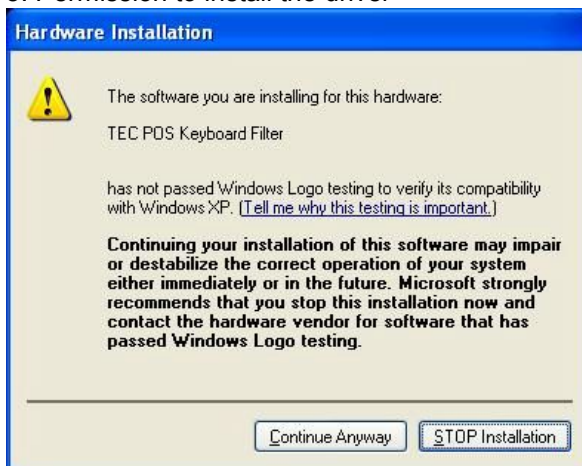 Hardware Installation
The software you are installing for this hardware:
TEC POS Keyboard Filter
has not passed Windows Logo testing to verify its compatibility
with Windows XP. (Tell me why this testing is important.)
Continuing your installation of this software may impair
or destabilize the correct operation of your system
either immediately or in the future. Microsoft strongly
recommends that you stop this installation now and
contact the hardware vendor for software that has
passed Windows Logo testing.
Continue Anyway
STOP Installation